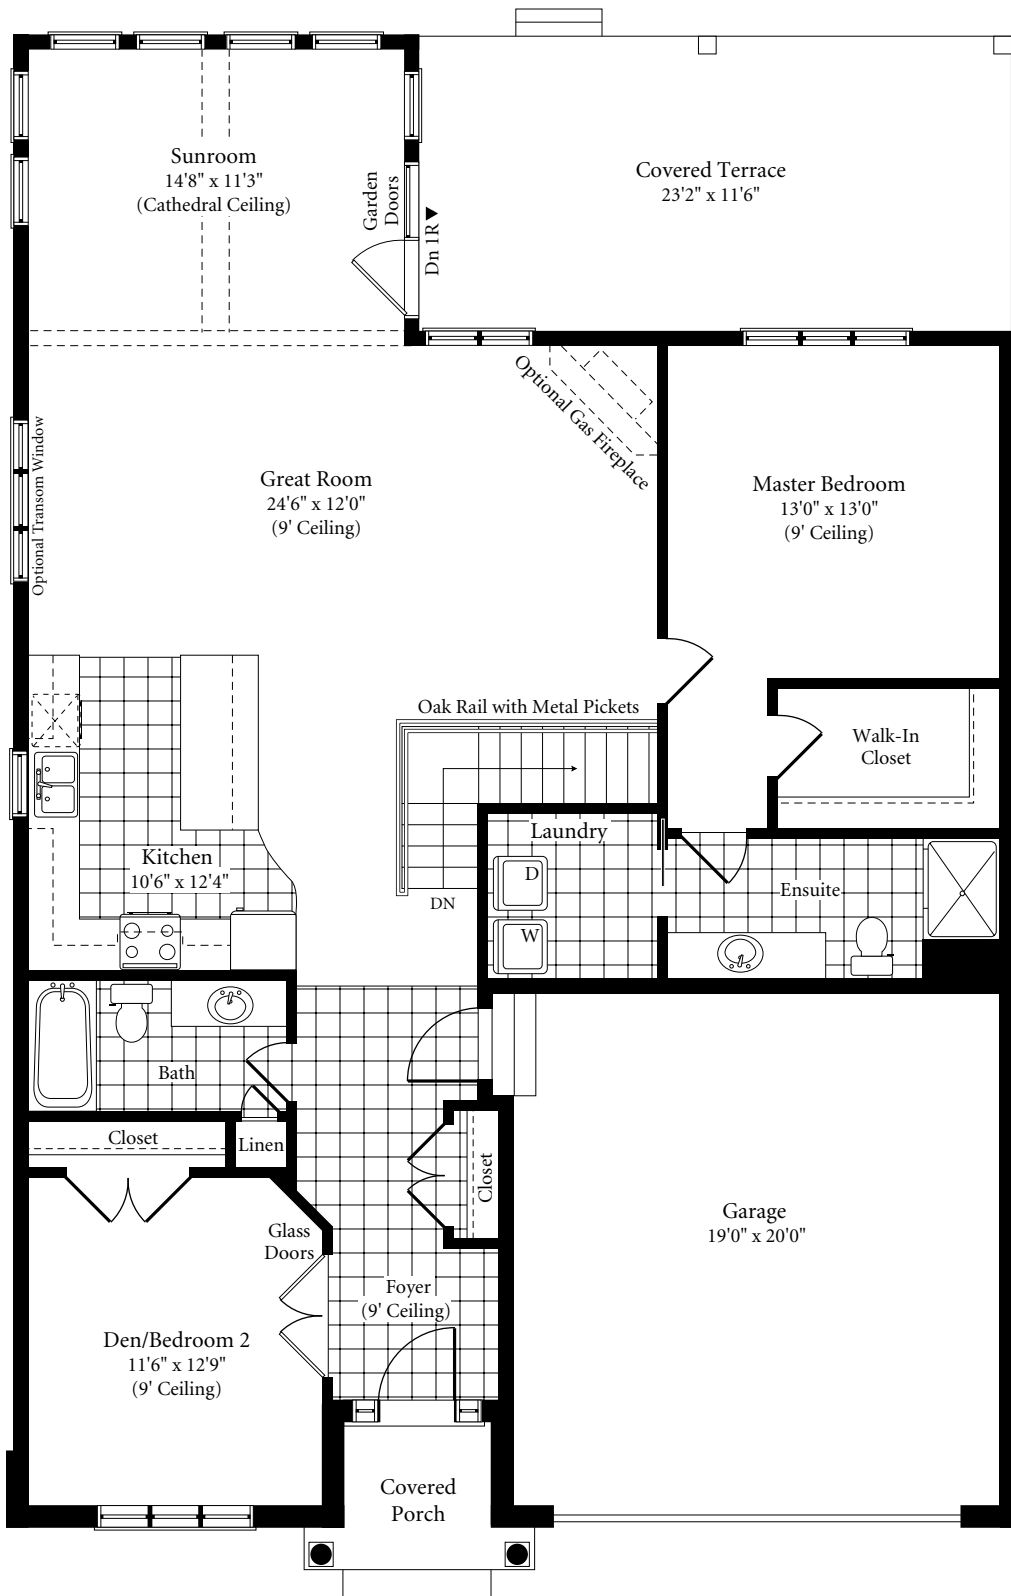 Sunroom
14'8" x 11'3"
(Cathedral Ceiling)
Garden
Doors
Dn 1R▼
Covered Terrace
23'2" x 11'6"
Optional Gas Fireplace
Optional Transom Window
Great Room
24'6" x 12'0"
(9' Ceiling)
Master Bedroom
13'0" x 13'0"
(9' Ceiling)
Oak Rail with Metal Pickets
Walk-In
Closet
Laundry
D
W
Ensuite
Kitchen
10'6" x 12'4"
DN
Bath
Closet
Linen
Closet
Glass
Doors
Foyer
(9' Ceiling)
Garage
19'0" x 20'0"
Den/Bedroom 2
11'6" x 12'9"
(9' Ceiling)
Covered
Porch